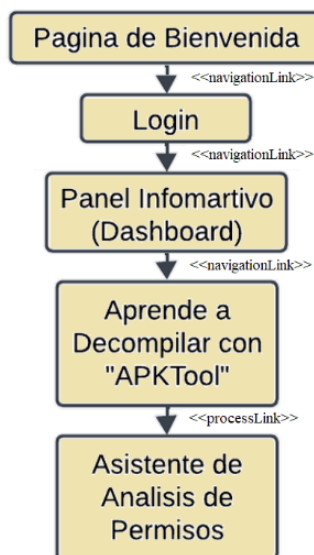 Pagina de Bienvenida
<<navigationLink>>
Login
<<navigationLink>>
Panel Infomartivo
(Dashboard)
<<navigationLink>>
Aprende a
Decompilar con
"APKTool"
<<processLink>>
Asistente de
Analisis de
Permisos